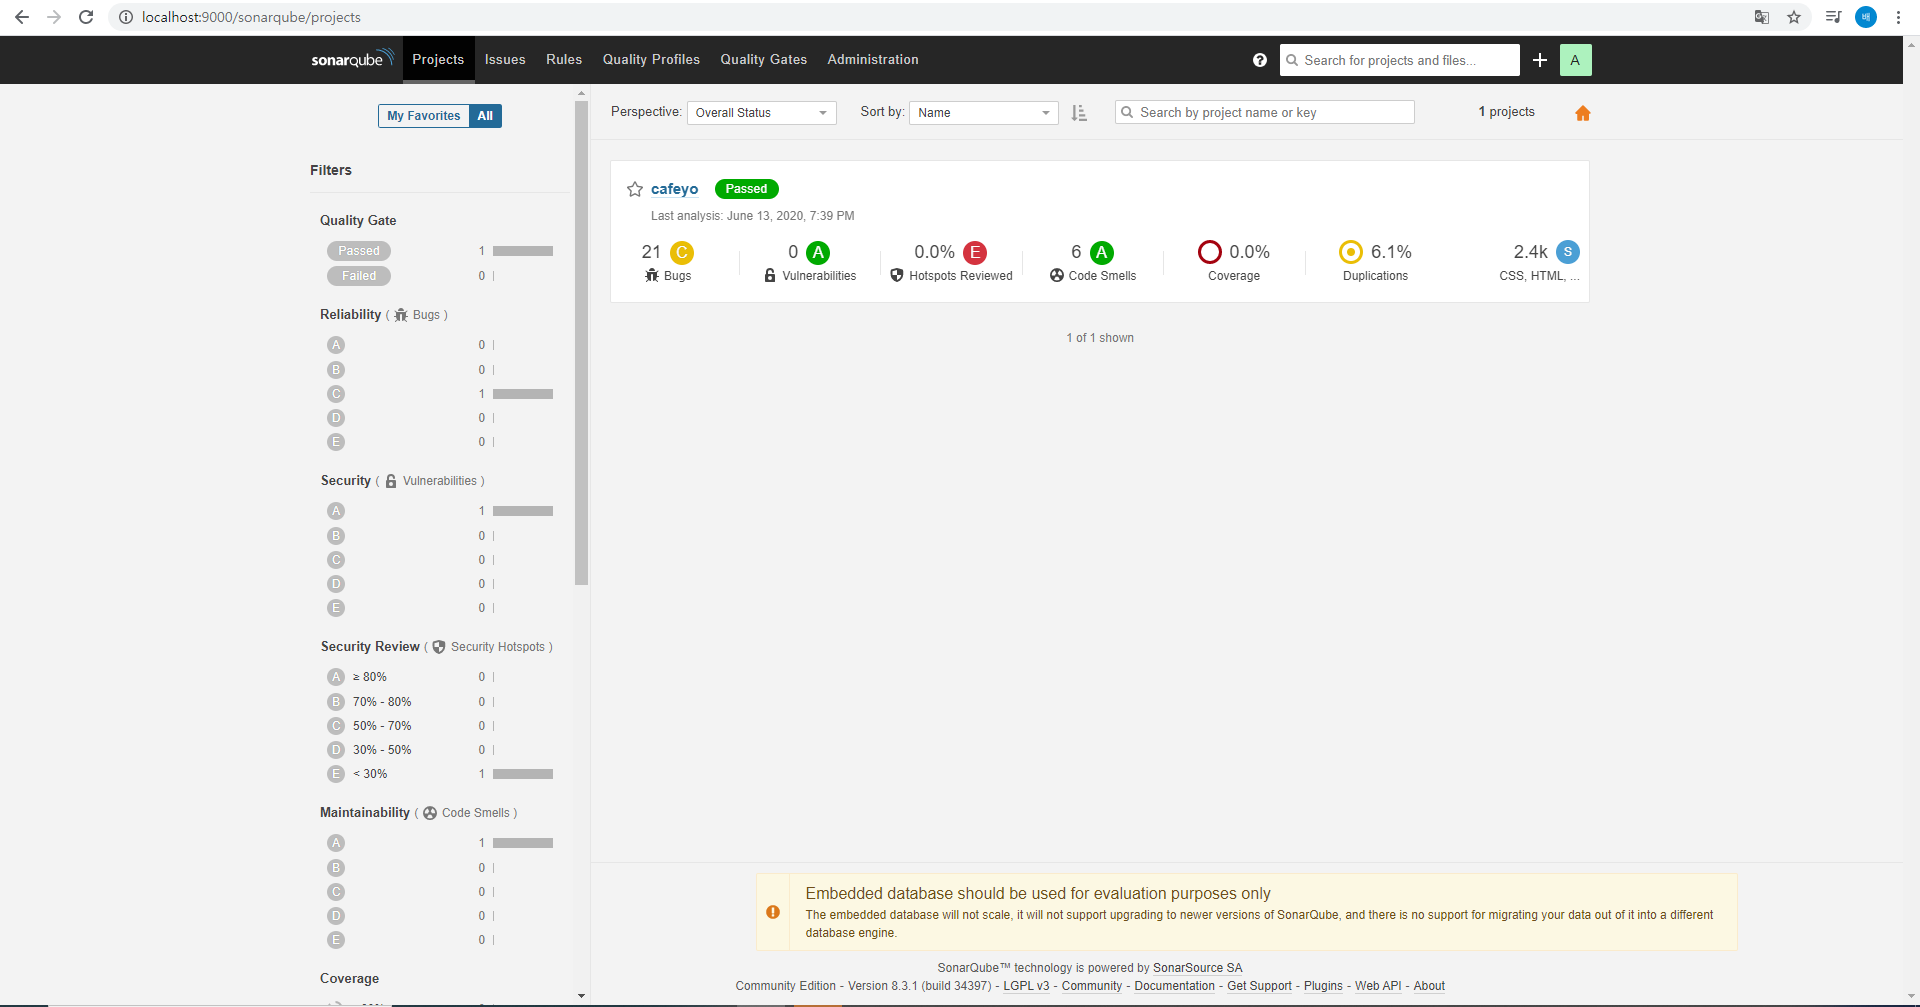 localhost:9000/sonarqube/projects
배
sonarqube Projects Issues Rules Quality Profiles Quality Gates Administration ? Search for projects and files... A
My Favorites All
Perspective: Overall Status Sort by: Name Search by project name or key 1 projects
Filters
Quality Gate
Passed 1
Failed 0
Reliability ( Bugs )
A 0
B 0
C 1
D 0
E 0
Security ( Vulnerabilities )
A 1
B 0
C 0
D 0
E 0
Security Review ( Security Hotspots )
A ≥ 80% 0
B 70% - 80% 0
C 50% - 70% 0
D 30% - 50% 0
E < 30% 1
Maintainability ( Code Smells )
A 1
B 0
C 0
D 0
E 0
Coverage
cafeyo Passed
Last analysis: June 13, 2020, 7:39 PM
21 C 0 A 0.0% E 6 A 0.0% 6.1% 2.4k S
Bugs Vulnerabilities Hotspots Reviewed Code Smells Coverage Duplications CSS, HTML, ...
1 of 1 shown
Embedded database should be used for evaluation purposes only
The embedded database will not scale, it will not support upgrading to newer versions of SonarQube, and there is no support for migrating your data out of it into a different
database engine.
SonarQube™ technology is powered by SonarSource SA
Community Edition - Version 8.3.1 (build 34397) - LGPL v3 - Community - Documentation - Get Support - Plugins - Web API - About